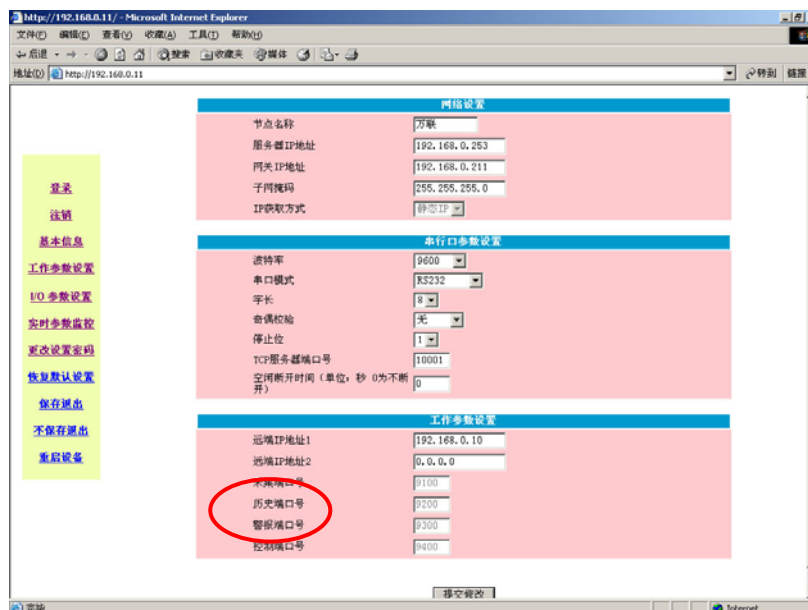 http://192.168.0.11/ - Microsoft Internet Explorer
文件(F) 编辑(E) 查看(V) 收藏(A) 工具(T) 帮助(H)
后退 搜索 收藏夹 媒体
地址(D) http://192.168.0.11 转到 链接
登录
注销
基本信息
工作参数设置
I/O 参数设置
实时参数监控
更改设置密码
恢复默认设置
保存退出
不保存退出
重启设备
网络设置
节点名称 万联
服务器IP地址 192.168.0.253
网关IP地址 192.168.0.211
子网掩码 255.255.255.0
IP获取方式 静态IP
串行口参数设置
波特率 9600
串口模式 RS232
字长 8
奇偶校验 无
停止位 1
TCP服务器端口号 10001
空闲断开时间（单位：秒 0为不断
开） 0
工作参数设置
远端IP地址1 192.168.0.10
远端IP地址2 0.0.0.0
采集端口号 9100
历史端口号 9200
警报端口号 9300
控制端口号 9400
提交修改
完毕 Internet